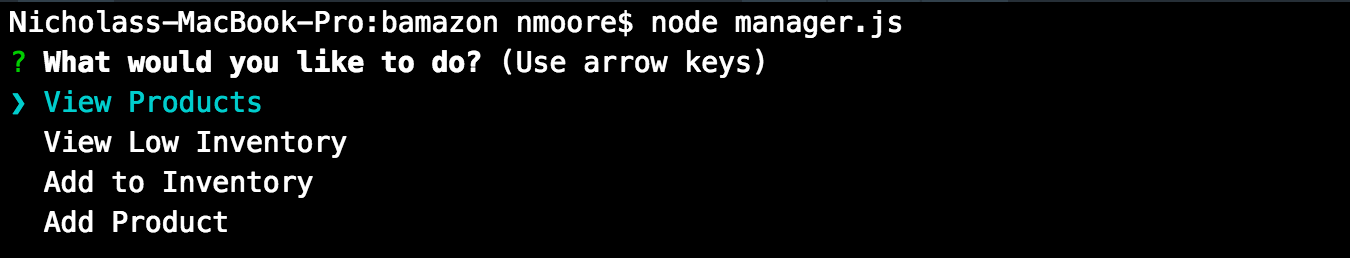 Nicholass-MacBook-Pro:bamazon nmoore$ node manager.js
? What would you like to do? (Use arrow keys)
❯ View Products
View Low Inventory
Add to Inventory
Add Product